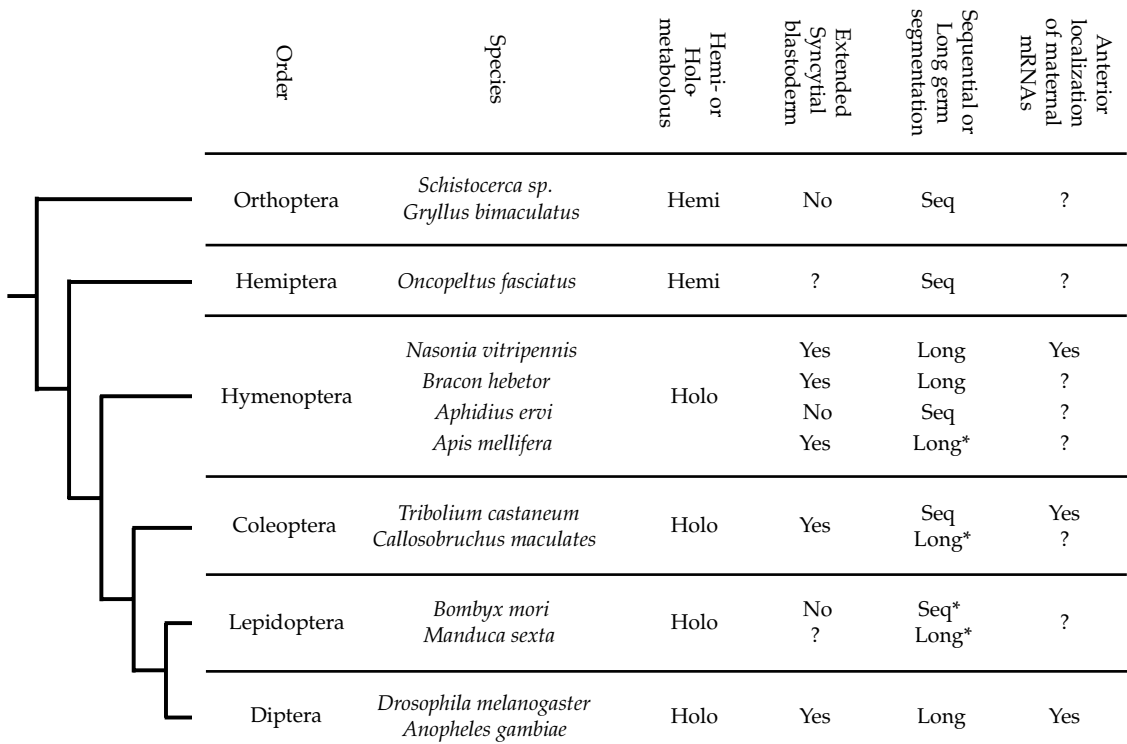 Order
Species
Hemi- or
Holo-
metabolous
Extended
Syncytial
blastoderm
Sequential or
Long germ
segmentation
Anterior
localization
of maternal
mRNAs
Orthoptera
Schistocerca sp.
Gryllus bimaculatus
Hemi
No
Seq
?
Hemiptera
Oncopeltus fasciatus
Hemi
?
Seq
?
Hymenoptera
Nasonia vitripennis
Bracon hebetor
Aphidius ervi
Apis mellifera
Holo
Yes
Yes
No
Yes
Long
Long
Seq
Long*
Yes
?
?
?
Coleoptera
Tribolium castaneum
Callosobruchus maculates
Holo
Yes
Seq
Long*
Yes
?
Lepidoptera
Bombyx mori
Manduca sexta
Holo
No
?
Seq*
Long*
?
Diptera
Drosophila melanogaster
Anopheles gambiae
Holo
Yes
Long
Yes